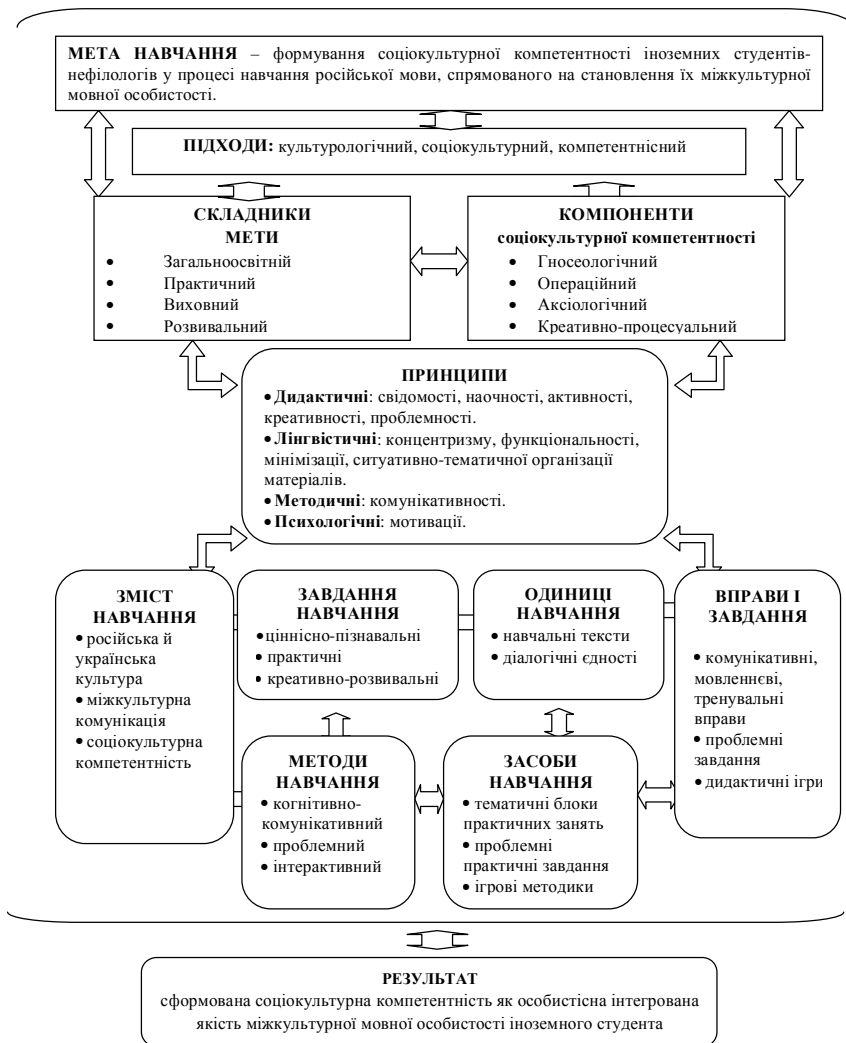 МЕТА НАВЧАННЯ – формування соціокультурної компетентності іноземних студентів-
нефілологів у процесі навчання російської мови, спрямованого на становлення їх міжкультурної
мовної особистості.
ПІДХОДИ: культурологічний, соціокультурний, компетентнісний
СКЛАДНИКИ
МЕТИ
• Загальноосвітній
• Практичний
• Виховний
• Розвивальний
КОМПОНЕНТИ
соціокультурної компетентності
• Гносеологічний
• Операційний
• Аксіологічний
• Креативно-процесуальний
ПРИНЦИПИ
• Дидактичні: свідомості, наочності, активності,
креативності, проблемності.
• Лінгвістичні: концентризму, функціональності,
мінімізації, ситуативно-тематичної організації
матеріалів.
• Методичні: комунікативності.
• Психологічні: мотивації.
ЗМІСТ
НАВЧАННЯ
• російська й
українська
культура
• міжкультурна
комунікація
• соціокультурна
компетентність
ЗАВДАННЯ
НАВЧАННЯ
• ціннісно-пізнавальні
• практичні
• креативно-розвивальні
ОДИНИЦІ
НАВЧАННЯ
• навчальні тексти
• діалогічні єдності
ВПРАВИ І
ЗАВДАННЯ
• комунікативні,
мовленнєві,
тренувальні
вправи
• проблемні
завдання
• дидактичні ігри
МЕТОДИ
НАВЧАННЯ
• когнітивно-
комунікативний
• проблемний
• інтерактивний
ЗАСОБИ
НАВЧАННЯ
• тематичні блоки
практичних занять
• проблемні
практичні завдання
• ігрові методики
РЕЗУЛЬТАТ
сформована соціокультурна компетентність як особистісна інтегрована
якість міжкультурної мовної особистості іноземного студента